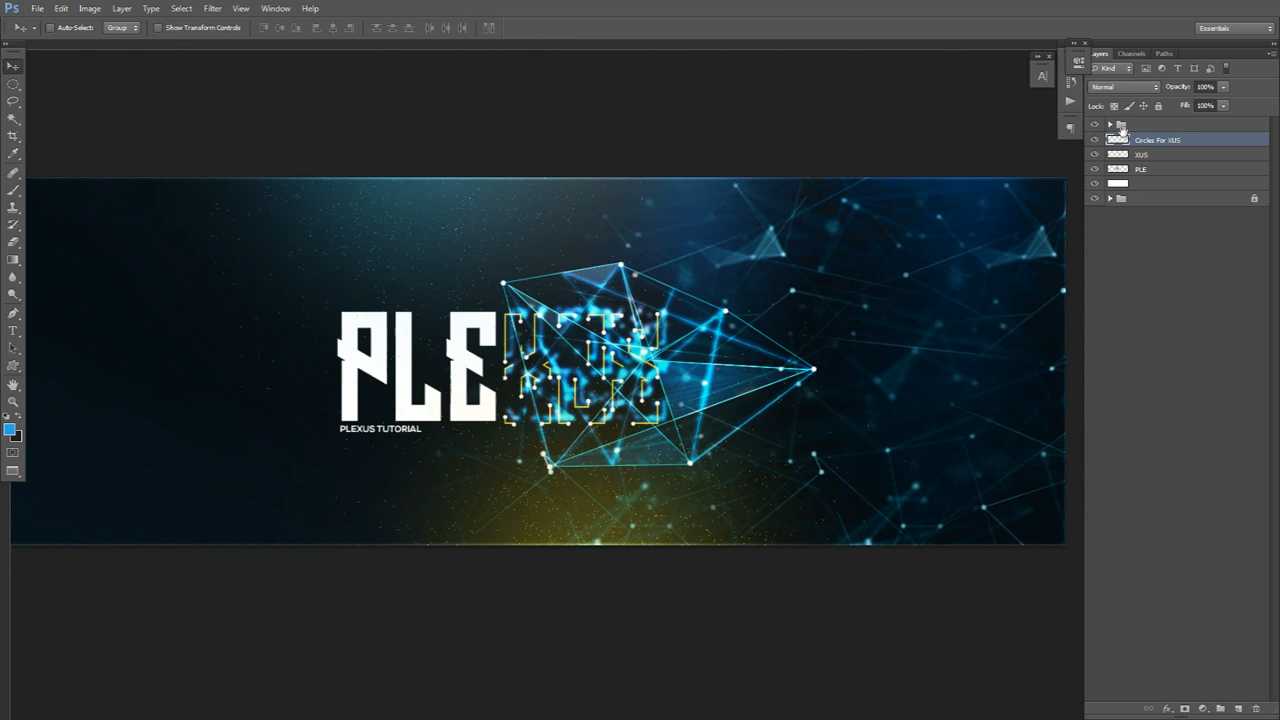 Ps File Edit Image Layer Type Select Filter View Window Help
Auto-Select: Group Show Transform Controls Essentials
Layers Channels Paths
Kind
Normal Opacity: 100%
Lock: Fill: 100%
Circles For XUS
XUS
PLE
PLEXUS
PLEXUS TUTORIAL